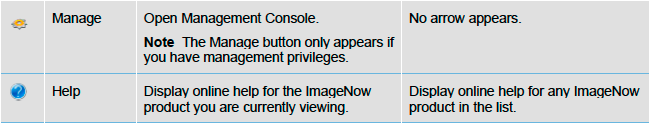 Manage
Open Management Console.
No arrow appears.
Note The Manage button only appears if
you have management privileges.
Help
Display online help for the ImageNow
product you are currently viewing.
Display online help for any ImageNow
product in the list.